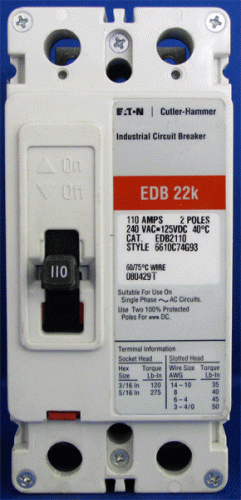 EATON | Cutler-Hammer
Industrial Circuit Breaker
On
Off
EDB 22k
110 AMPS 2 POLES
240 VAC•125VDC 40°C
CAT. EDB2110
STYLE 6610C74G93
60/75°C WIRE
080429T
110
Suitable For Use On
Single Phase ∼ AC Circuits.
Use Two 100% Protected
Poles For DC.
Terminal Information
Socket Head Slotted Head
Hex Torque Wire Size Torque
Size Lb-In AWG Lb-In
3/16 In 120 14-10 35
5/16 In 275 8 40
6-4 45
3-4/0 50